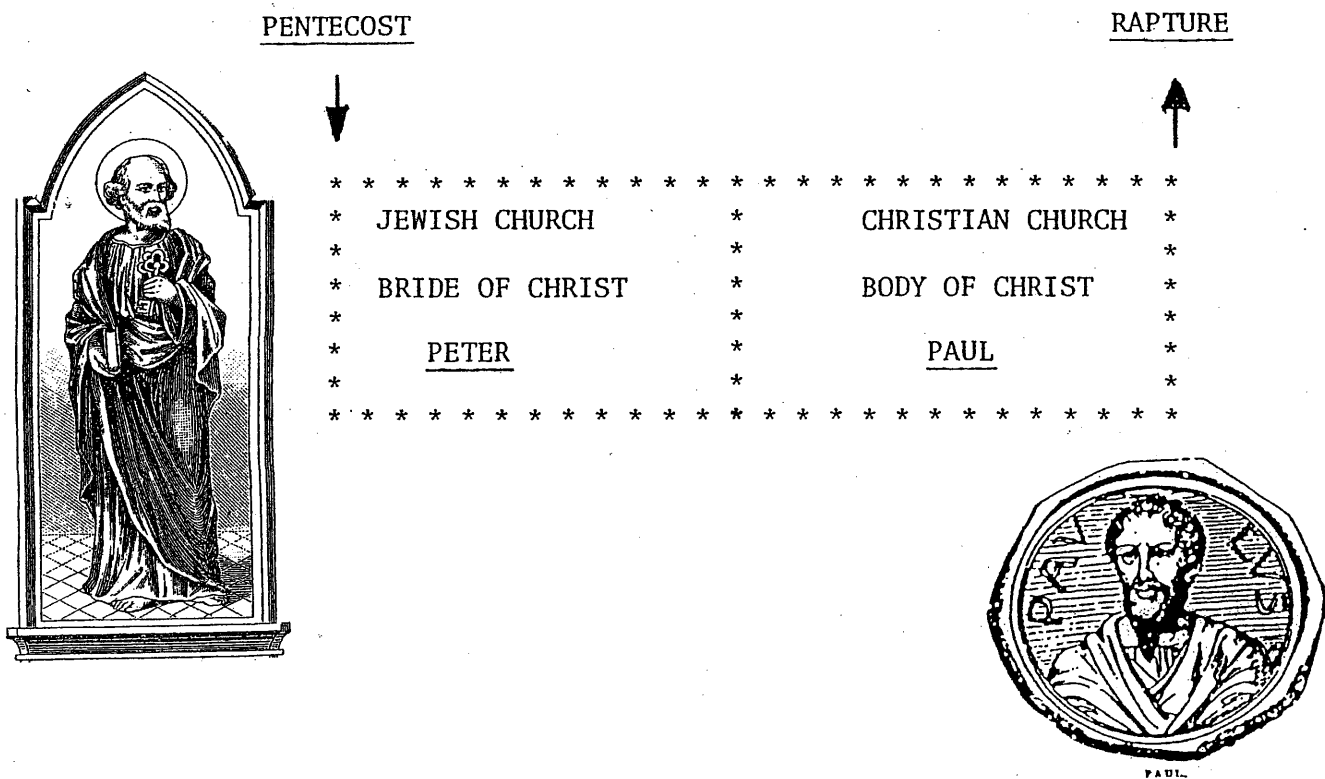 PENTECOST RAPTURE
JEWISH CHURCH CHRISTIAN CHURCH
BRIDE OF CHRIST BODY OF CHRIST
PETER PAUL
PAUL